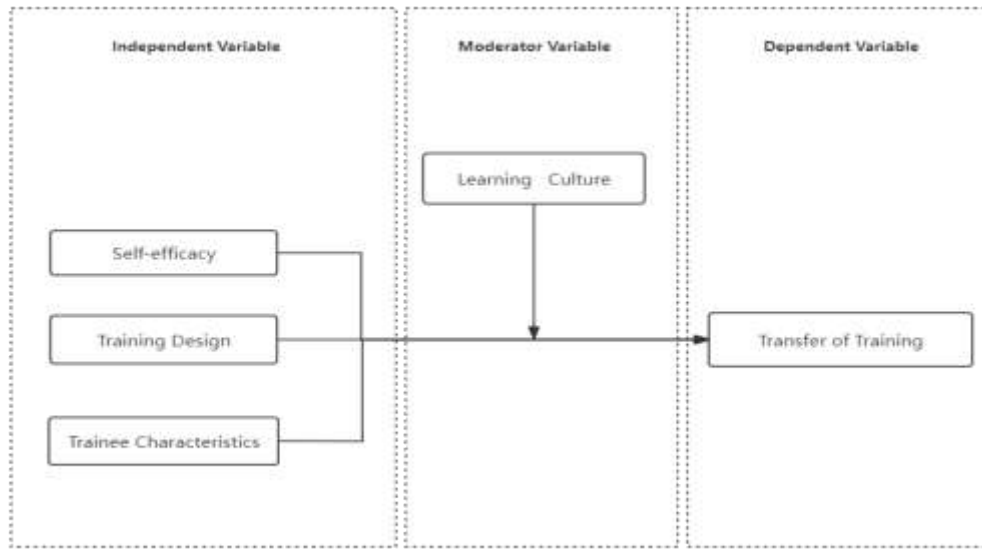 Independent Variable
Moderator Variable
Dependent Variable
Learning Culture
Self-efficacy
Training Design
Transfer of Training
Trainee Characteristics